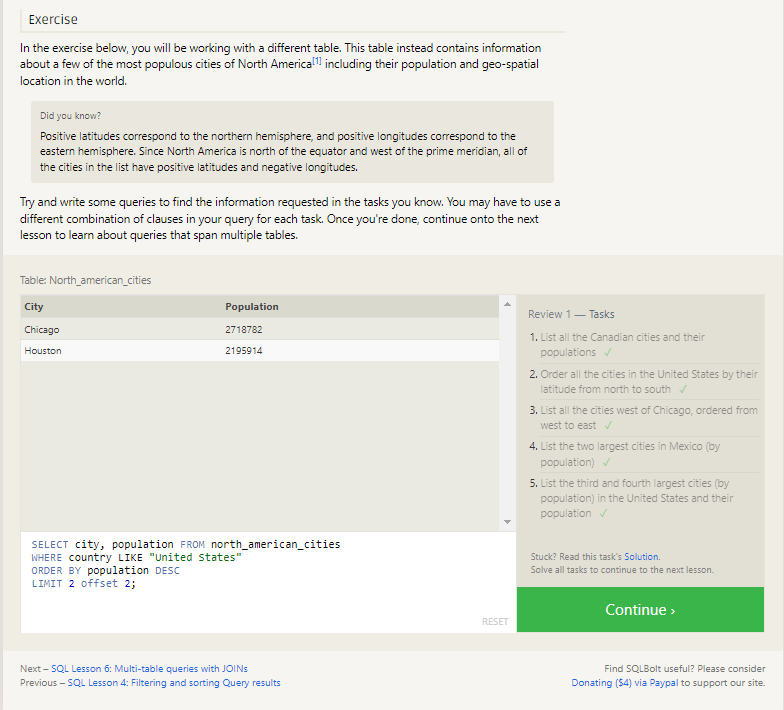 Exercise
In the exercise below, you will be working with a different table. This table instead contains information
about a few of the most populous cities of North America[1] including their population and geo-spatial
location in the world.
Did you know?
Positive latitudes correspond to the northern hemisphere, and positive longitudes correspond to the
eastern hemisphere. Since North America is north of the equator and west of the prime meridian, all of
the cities in the list have positive latitudes and negative longitudes.
Try and write some queries to find the information requested in the tasks you know. You may have to use a
different combination of clauses in your query for each task. Once you're done, continue onto the next
lesson to learn about queries that span multiple tables.
Table: North_american_cities
City Population
Chicago 2718782
Houston 2195914
SELECT city, population FROM north_american_cities
WHERE country LIKE "United States"
ORDER BY population DESC
LIMIT 2 offset 2;
RESET
Review 1 — Tasks
1. List all the Canadian cities and their
populations ✓
2. Order all the cities in the United States by their
latitude from north to south ✓
3. List all the cities west of Chicago, ordered from
west to east ✓
4. List the two largest cities in Mexico (by
population) ✓
5. List the third and fourth largest cities (by
population) in the United States and their
population ✓
Stuck? Read this task's Solution.
Solve all tasks to continue to the next lesson.
Continue ›
Next – SQL Lesson 6: Multi-table queries with JOINs
Previous – SQL Lesson 4: Filtering and sorting Query results
Find SQLBolt useful? Please consider
Donating ($4) via Paypal to support our site.